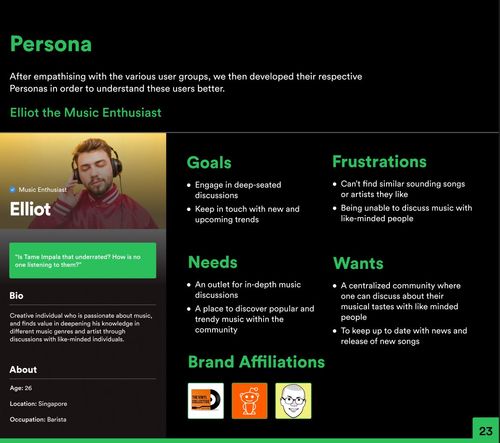 Persona
After empathising with the various user groups, we then developed their respective
Personas in order to understand these users better.
Elliot the Music Enthusiast
Music Enthusiast
Elliot
"Is Tame Impala that underrated? How is no
one listening to them?"
Bio
Creative individual who is passionate about music,
and finds value in deepening his knowledge in
different music genres and artist through
discussions with like-minded individuals.
About
Age: 26
Location: Singapore
Occupation: Barista
Goals
Engage in deep-seated
discussions
Keep in touch with new and
upcoming trends
Frustrations
Can't find similar sounding songs
or artists they like
Being unable to discuss music with
like-minded people
Needs
An outlet for in-depth music
discussions
A place to discover popular and
trendy music within the
community
Wants
A centralized community where
one can discuss about their
musical tastes with like minded
people
To keep up to date with news and
release of new songs
Brand Affiliations
THE VINYL
COLLECTIVE
23